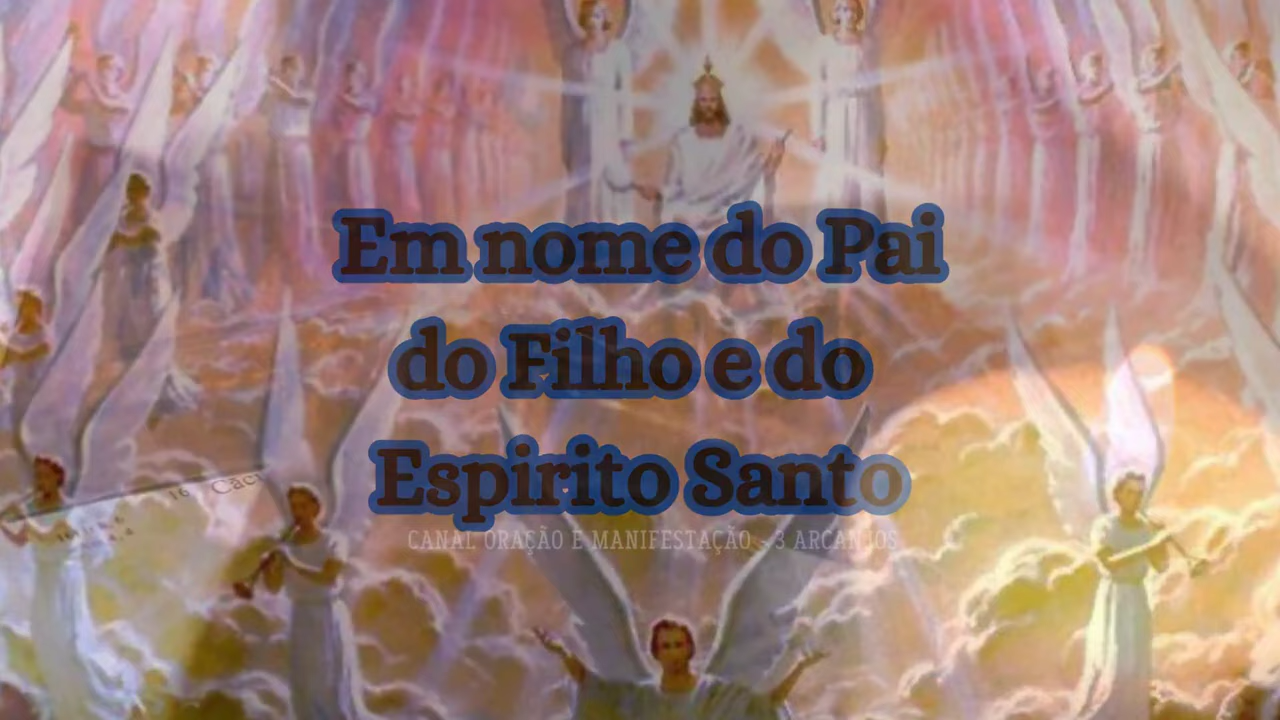 Em nome do Pai
do Filho e do
Espirito Santo
CANAL ORAÇÃO E MANIFESTAÇÃO - 3 ARCANJOS